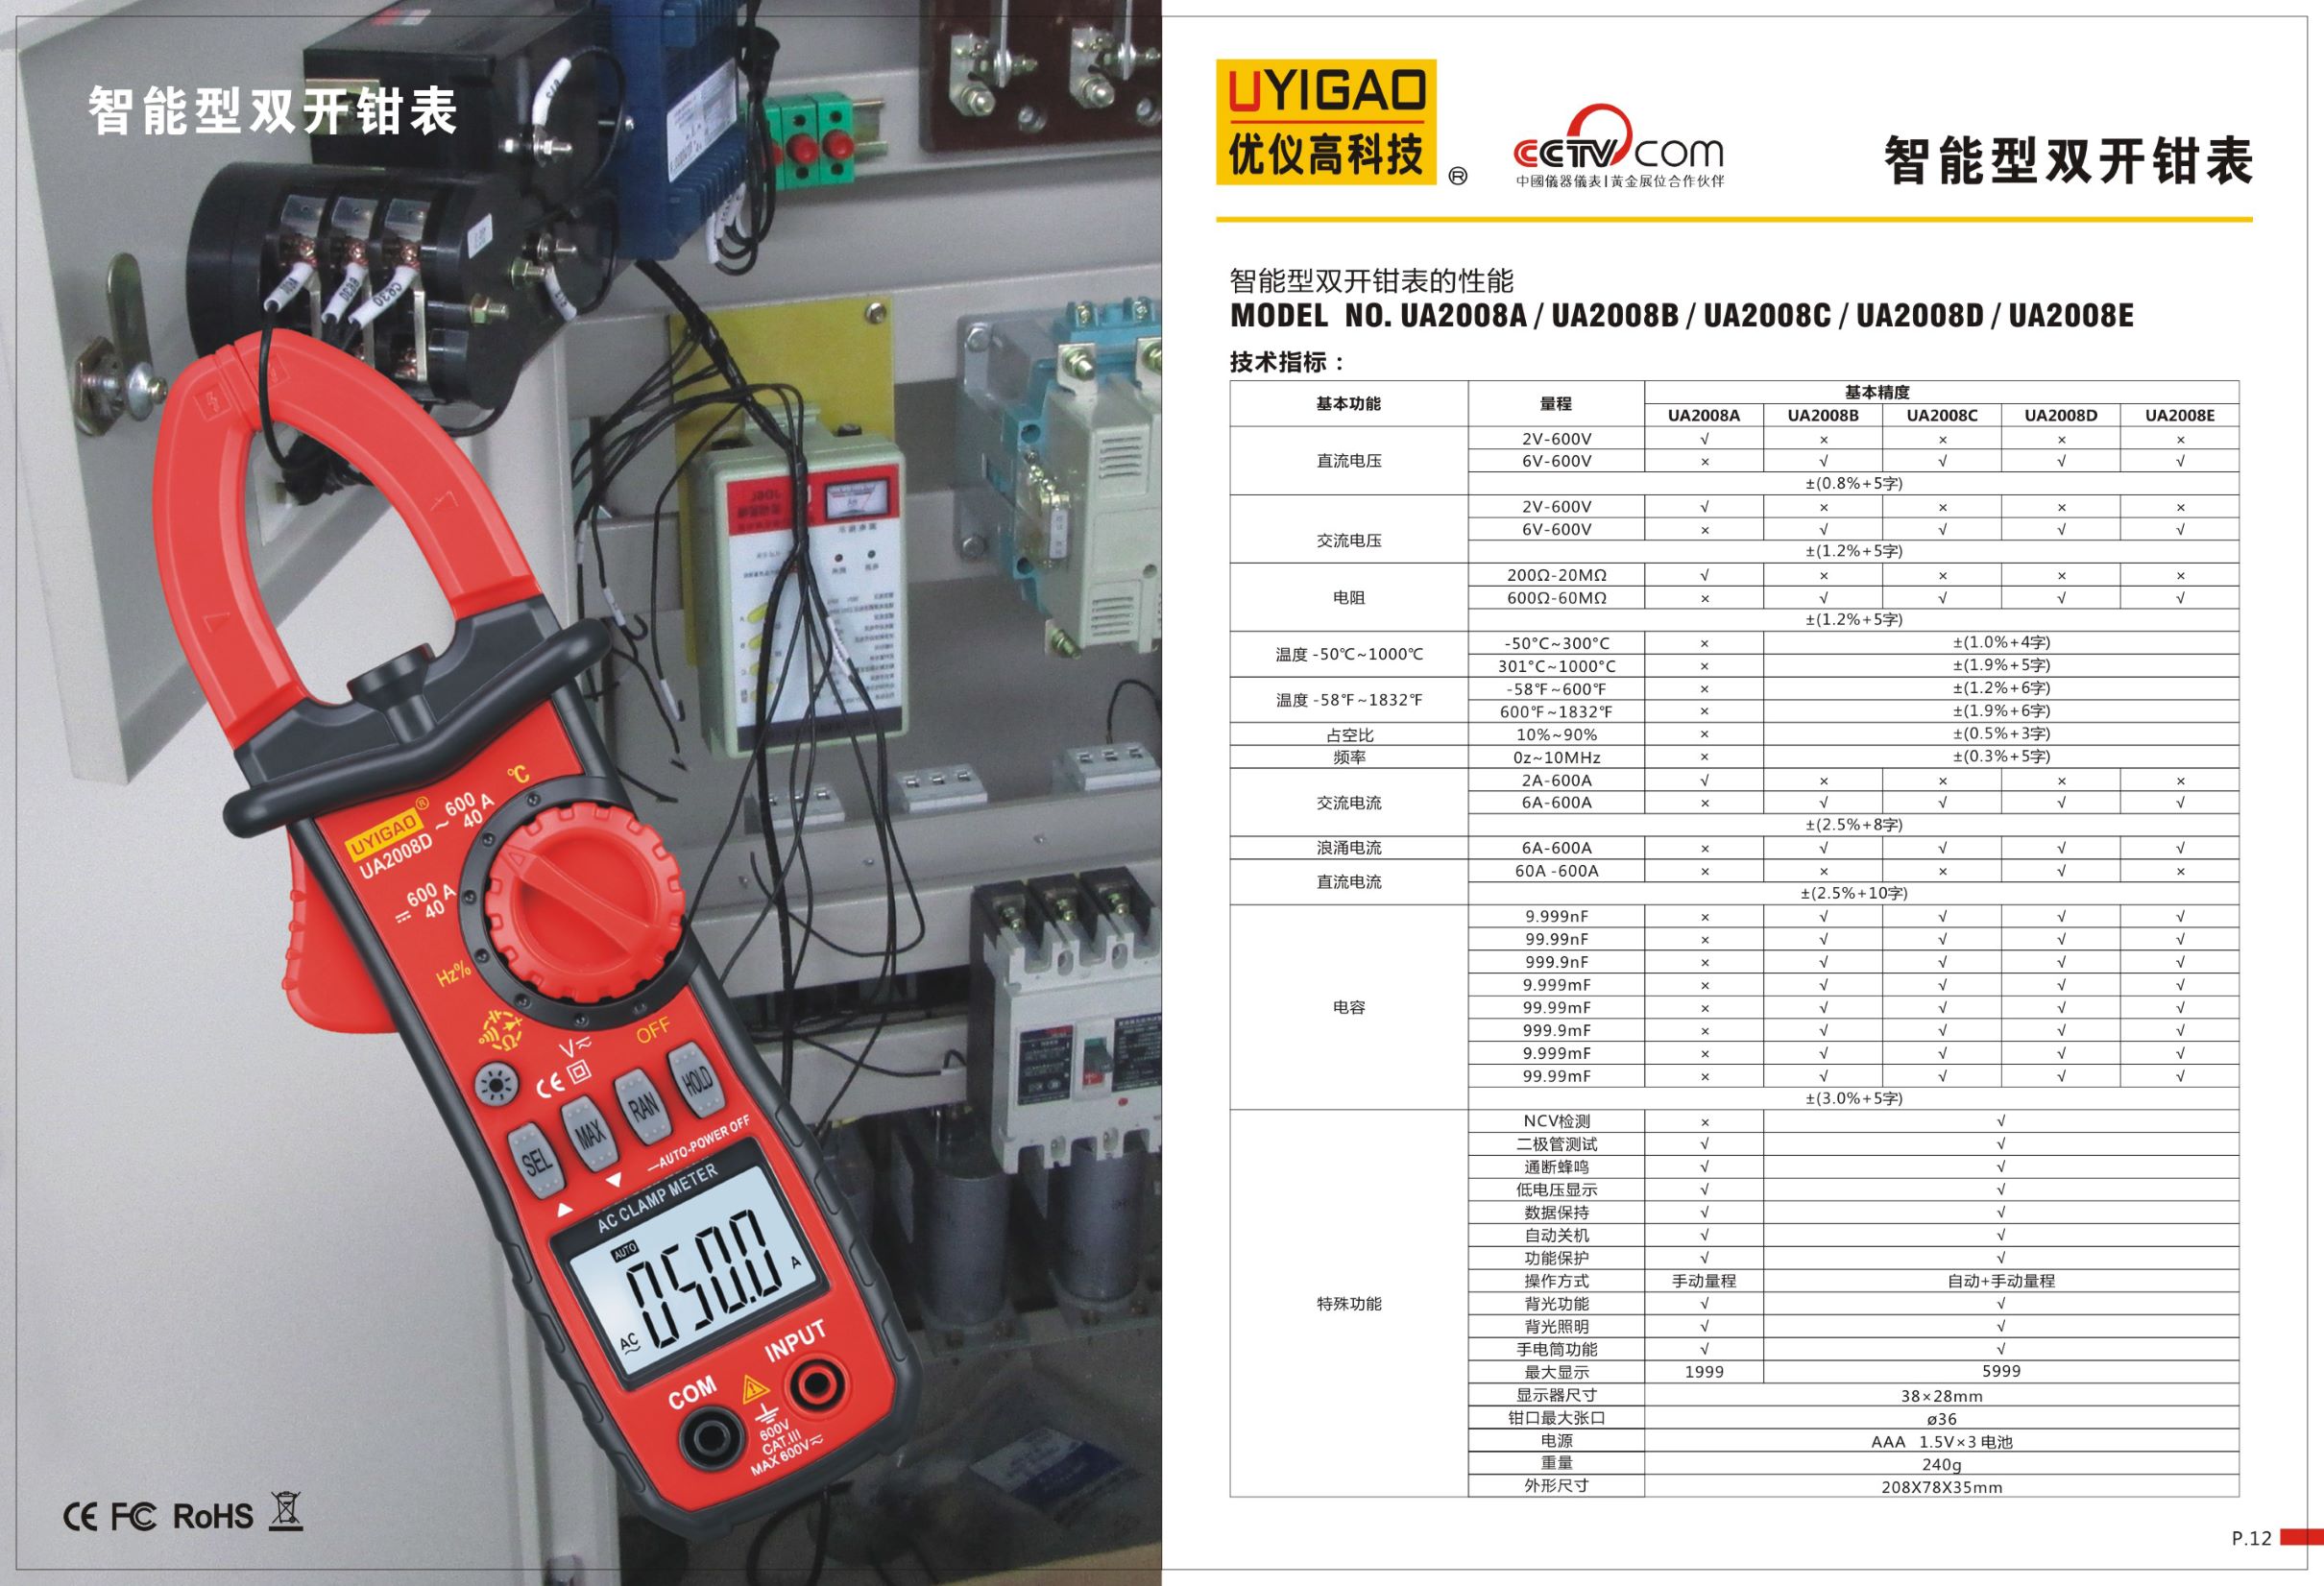 智能型双开钳表
UYIGAO®
UA2008D
℃
~ 600 A
40
⎓ 600 A
40
Hz%
Ω
V≂
OFF
CE
SEL MAX RAN HOLD
AUTO-POWER OFF
AC CLAMP METER
AUTO
AC 050.0 A
COM INPUT
600V
CAT.III
MAX 600V≂
CE FC RoHS
UYIGAO
优仪高科技 ®
CCTV.com
中國儀器儀表|黃金展位合作伙伴
智能型双开钳表
智能型双开钳表的性能
MODEL NO. UA2008A / UA2008B / UA2008C / UA2008D / UA2008E
技术指标：
基本功能 量程 基本精度
UA2008A UA2008B UA2008C UA2008D UA2008E
直流电压 2V-600V √ × × × ×
6V-600V × √ √ √ √
±(0.8%+5字)
交流电压 2V-600V √ × × × ×
6V-600V × √ √ √ √
±(1.2%+5字)
电阻 200Ω-20MΩ √ × × × ×
600Ω-60MΩ × √ √ √ √
±(1.2%+5字)
温度 -50℃~1000℃ -50°C~300°C × ±(1.0%+4字)
301°C~1000°C × ±(1.9%+5字)
温度 -58℉~1832℉ -58℉~600℉ × ±(1.2%+6字)
600℉~1832℉ × ±(1.9%+6字)
占空比 10%~90% × ±(0.5%+3字)
频率 0z~10MHz × ±(0.3%+5字)
交流电流 2A-600A √ × × × ×
6A-600A × √ √ √ √
±(2.5%+8字)
浪涌电流 6A-600A × √ √ √ √
直流电流 60A -600A × × × √ ×
±(2.5%+10字)
电容 9.999nF × √ √ √ √
99.99nF × √ √ √ √
999.9nF × √ √ √ √
9.999mF × √ √ √ √
99.99mF × √ √ √ √
999.9mF × √ √ √ √
9.999mF × √ √ √ √
99.99mF × √ √ √ √
±(3.0%+5字)
特殊功能 NCV检测 × √
二极管测试 √ √
通断蜂鸣 √ √
低电压显示 √ √
数据保持 √ √
自动关机 √ √
功能保护 √ √
操作方式 手动量程 自动+手动量程
背光功能 √ √
背光照明 √ √
手电筒功能 √ √
最大显示 1999 5999
显示器尺寸 38×28mm
钳口最大张口 ø36
电源 AAA 1.5V×3 电池
重量 240g
外形尺寸 208X78X35mm
P.12